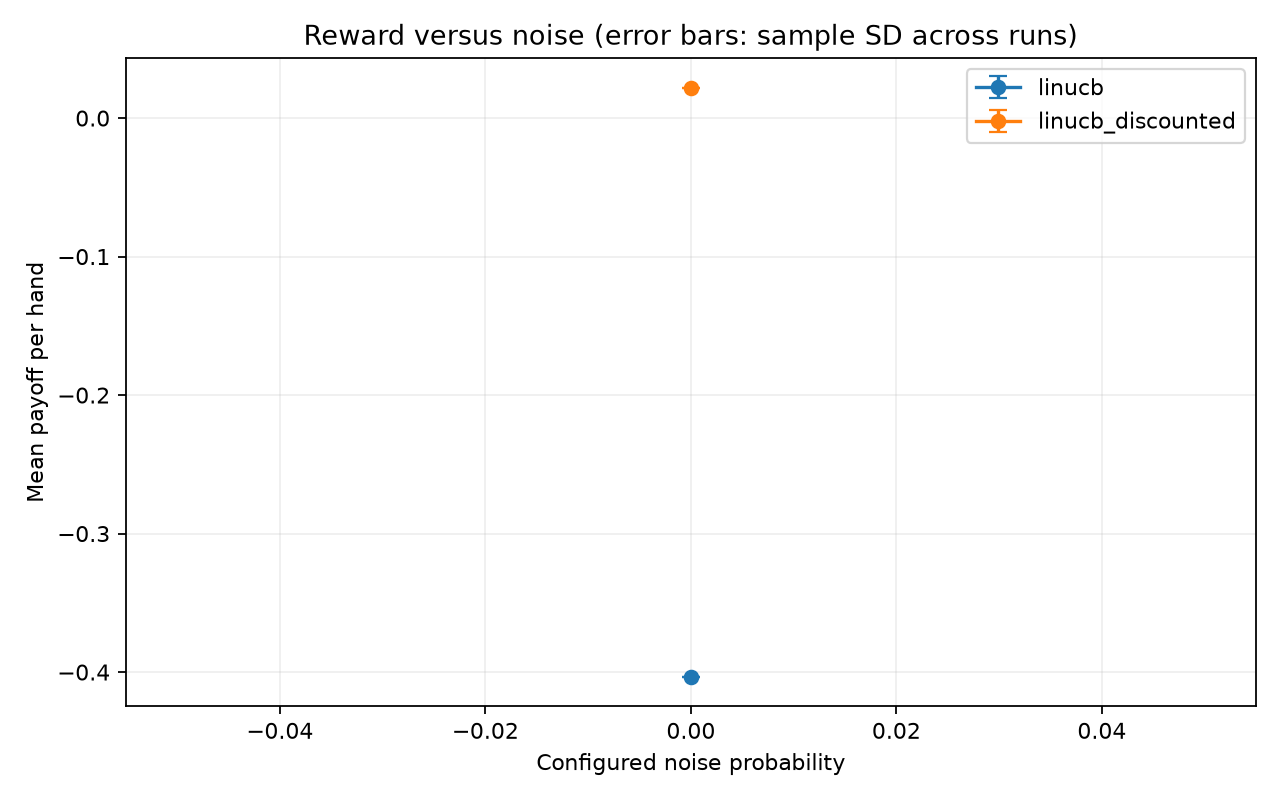 Reward versus noise (error bars: sample SD across runs)
linucb
linucb_discounted
0.0
−0.1
−0.2
−0.3
−0.4
Mean payoff per hand
−0.04
−0.02
0.00
0.02
0.04
Configured noise probability